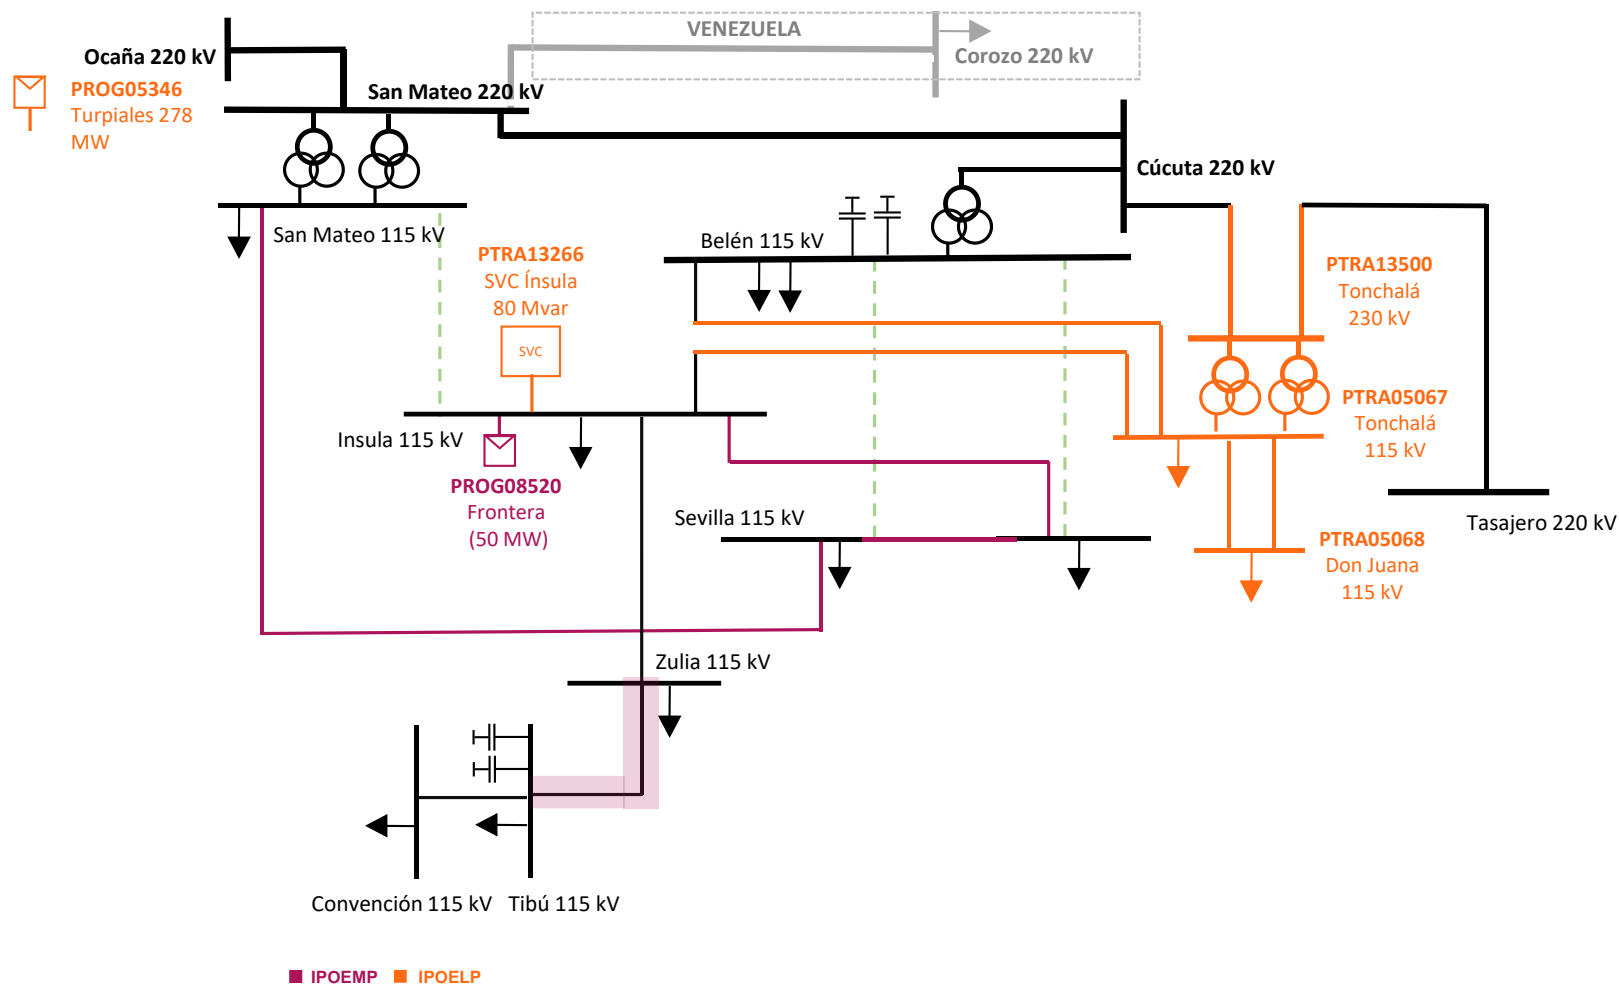 VENEZUELA
Ocaña 220 kV
Corozo 220 kV
PROG05346
Turpiales 278
MW
San Mateo 220 kV
Cúcuta 220 kV
San Mateo 115 kV
Belén 115 kV
PTRA13266
SVC Ínsula
80 Mvar
SVC
PTRA13500
Tonchalá
230 kV
PTRA05067
Tonchalá
115 kV
Insula 115 kV
PROG08520
Frontera
(50 MW)
Sevilla 115 kV
Tasajero 220 kV
PTRA05068
Don Juana
115 kV
Zulia 115 kV
Convención 115 kV
Tibú 115 kV
IPOEMP
IPOELP